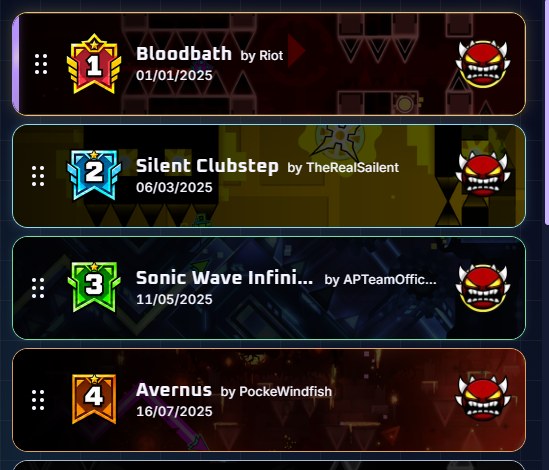 1
Bloodbath by Riot
01/01/2025
2
Silent Clubstep by TheRealSailent
06/03/2025
3
Sonic Wave Infini... by APTeamOffic...
11/05/2025
4
Avernus by PockeWindfish
16/07/2025